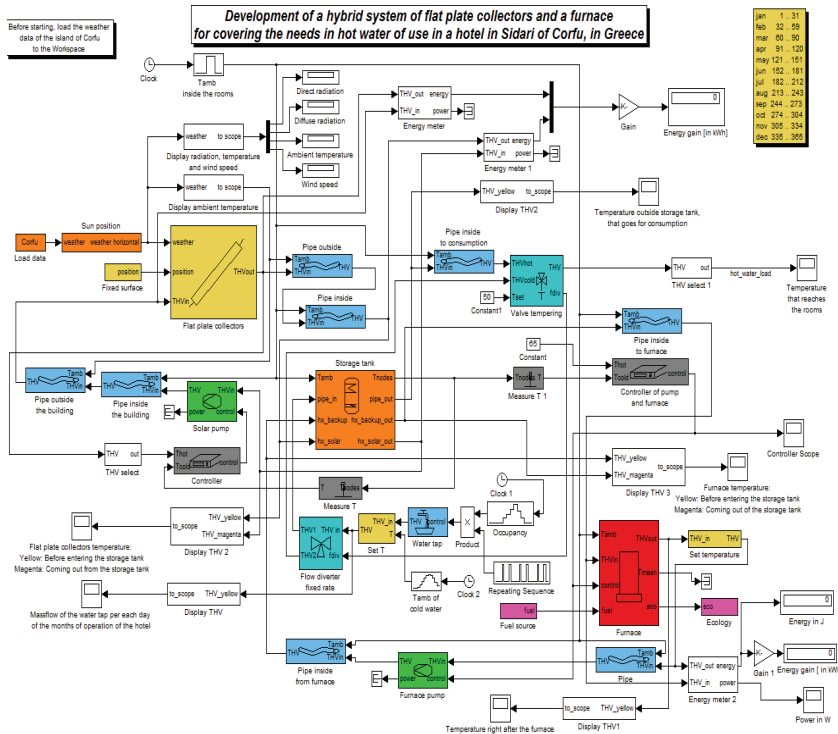 Before starting, load the weather
data of the island of Corfu
to the Workspace
Development of a hybrid system of flat plate collectors and a furnace
for covering the needs in hot water of use in a hotel in Sidari of Corfu, in Greece
jan 1 .. 31
feb 32 .. 59
mar 60 .. 90
apr 91 .. 120
may 121 .. 151
jun 152 .. 181
jul 182 .. 212
aug 213 .. 243
sep 244 .. 273
oct 274 .. 304
nov 305 .. 334
dec 335 .. 365
Clock
Tamb
inside the rooms
Direct radiation
Diffuse radiation
Ambient temperature
Wind speed
THV_out energy
THV_in power
Energy meter
THV_out energy
THV_in power
Energy meter 1
K-
Gain
0
Energy gain [in kWh]
weather to scope
Display radiation, temperature
and wind speed
weather to scope
Display ambient temperature
THV_yellow to_scope
Display THV2
Temperature outside storage tank,
that goes for consumption
Corfu
Load data
Sun position
weather weather horizontal
position
Fixed surface
weather
position
THVin
THVout
Flat plate collectors
Pipe outside
Tamb
THVin
THV
Pipe inside
Tamb
THVin
THV
Pipe inside
to consumption
Tamb
THVin
THV
THVhot
THVcold
Tset
THV
fdiv
Valve tempering
50
Constant1
THV out
THV select 1
hot_water_load
Temperature
that reaches
the rooms
Tamb
THVin
THV
Pipe inside
to furnace
65
Constant
Thot
Tcold
control
Controller of pump
and furnace
Tnodes T
Measure T 1
Controller Scope
THV
Tamb
THVin
Pipe outside
the building
THV
Tamb
THVin
Pipe inside
the building
THV THVin
power control
Solar pump
Storage tank
Tamb
pipe_in
hx_backup
hx_solar
Tnodes
pipe_out
hx_backup_out
hx_solar_out
THV out
THV select
Thot
Tcold
control
Controller
T Tnodes
Measure T
THV_yellow
THV_magenta
to_scope
Display THV 3
Furnace temperature:
Yellow: Before entering the storage tank
Magenta: Coming out of the storage tank
Clock 1
Occupancy
x
Product
THV control
Water tap
THV_in
THV
T
Set T
THV1
THV2
THV in
fdiv
Flow diverter
fixed rate
Repeating Sequence
Tamb of
cold water
Clock 2
to_scope
THV_yellow
THV_magenta
Display THV 2
Flat plate collectors temperature:
Yellow: Before entering the storage tank
Magenta: Coming out from the storage tank
to_scope THV_yellow
Display THV
Massflow of the water tap per each day
of the months of operation of the hotel
Tamb
THVin
control
fuel
THVout
Tmean
eco
Furnace
fuel
Fuel source
THV_in THV
Set temperature
eco
Ecology
THV
Tamb
THVin
Pipe inside
from furnace
THV THVin
power control
Furnace pump
THV
Tamb
THVin
Pipe
THV_out energy
THV_in power
Energy meter 2
0
Energy in J
K-
Gain 1
0
Energy gain [ in kWl
Power in W
to_scope THV_yellow
Display THV1
Temperature right after the furnace